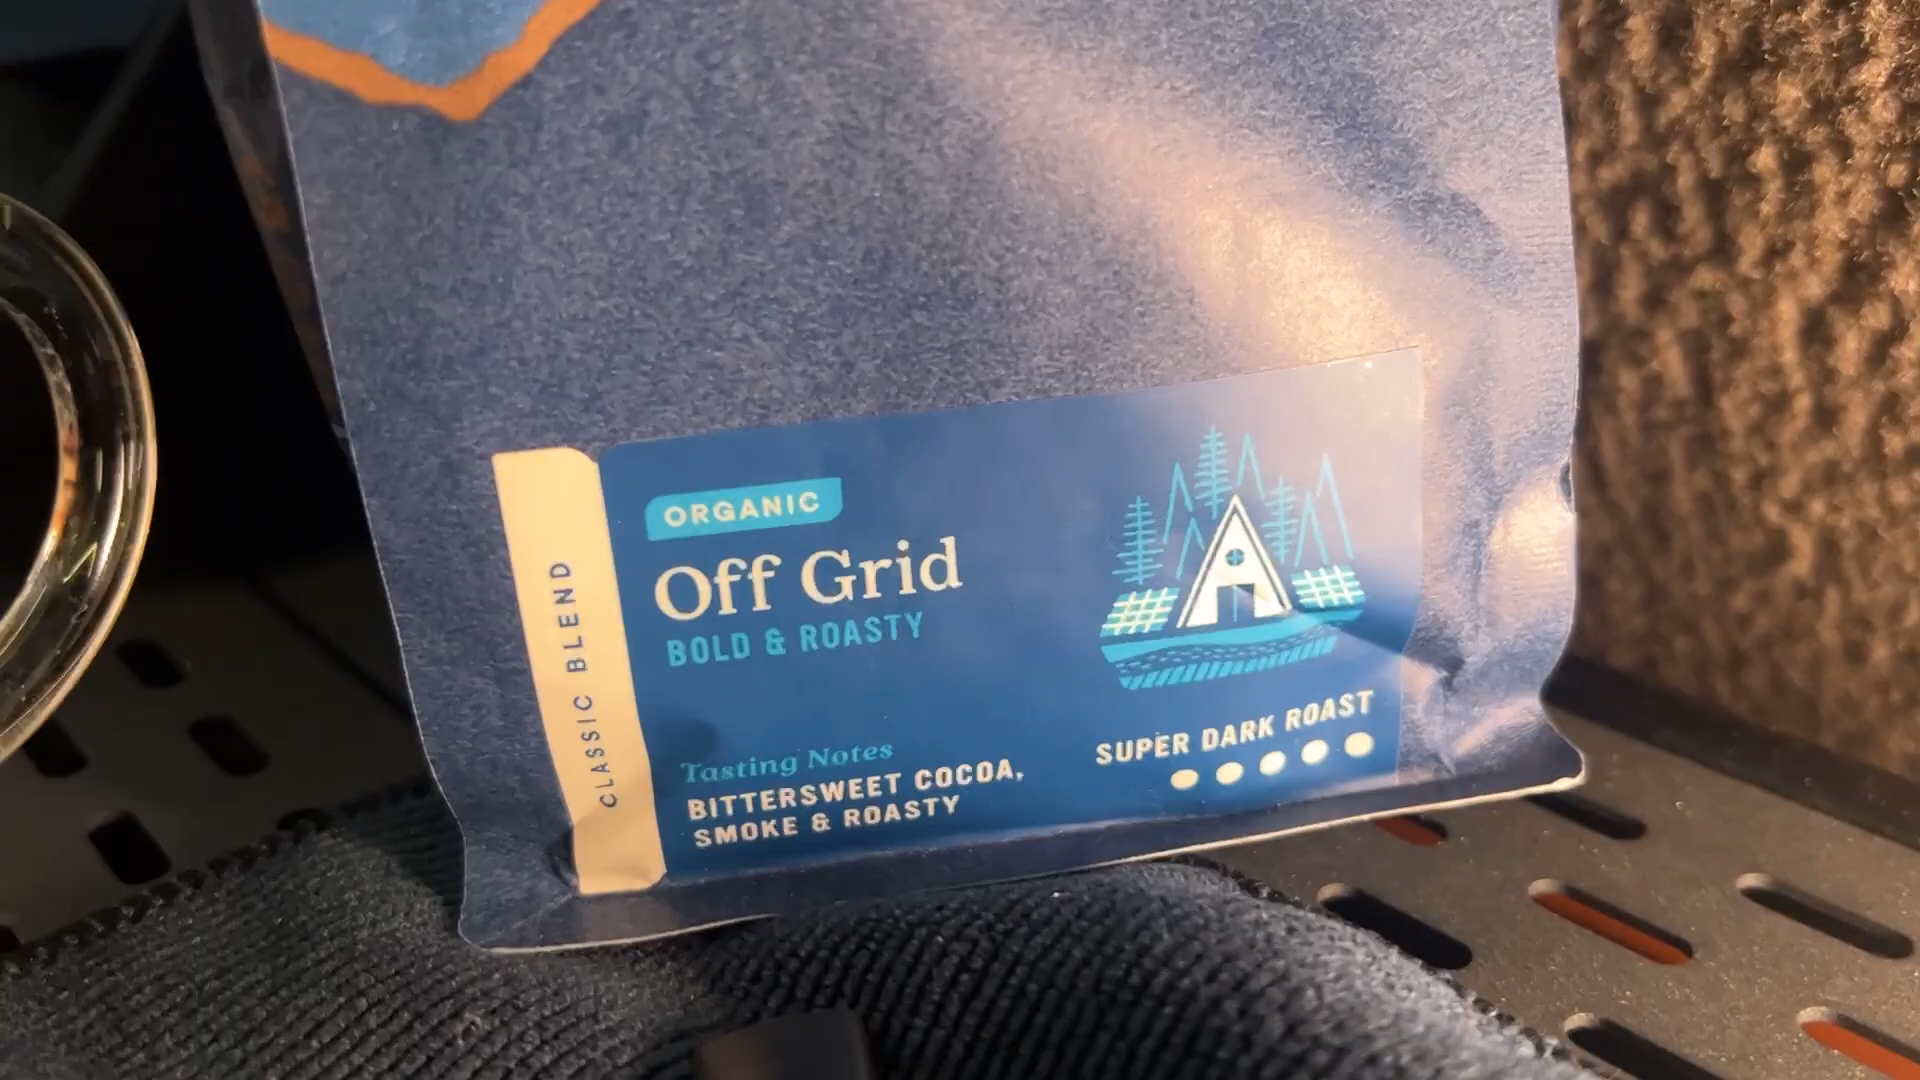 CLASSIC BLEND
ORGANIC
Off Grid
BOLD & ROASTY
Tasting Notes
BITTERSWEET COCOA,
SMOKE & ROASTY
SUPER DARK ROAST